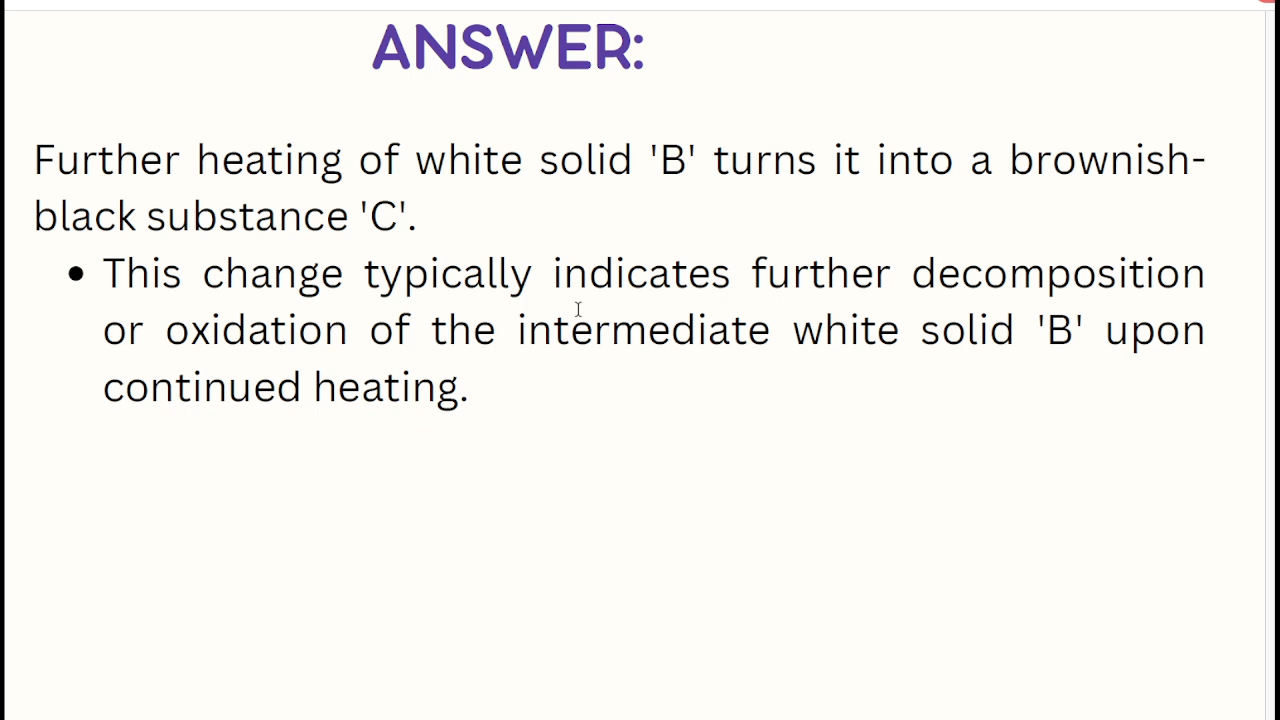 ANSWER:
Further heating of white solid 'B' turns it into a brownish-
black substance 'C'.
• This change typically indicates further decomposition
or oxidation of the intermediate white solid 'B' upon
continued heating.